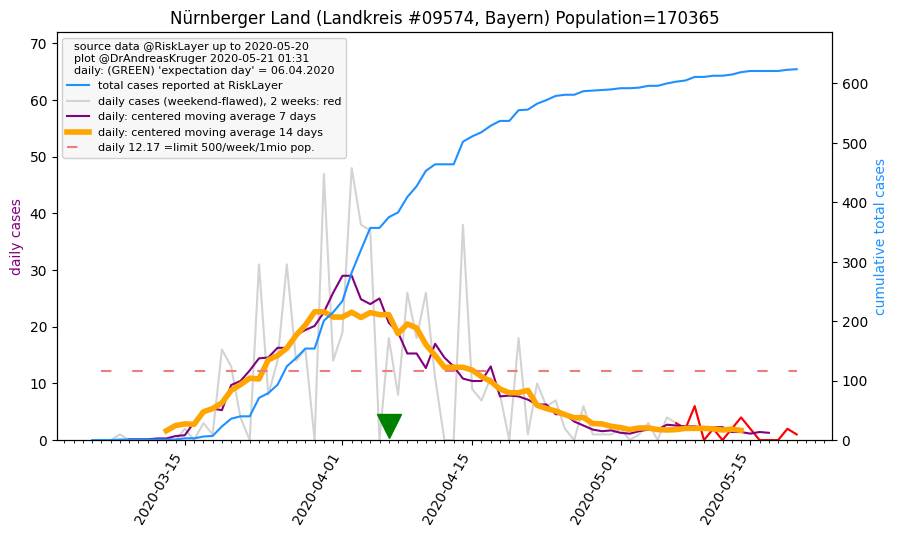 Nürnberger Land (Landkreis #09574, Bayern) Population=170365
source data @RiskLayer up to 2020-05-20
plot @DrAndreasKruger 2020-05-21 01:31
daily: (GREEN) 'expectation day' = 06.04.2020
total cases reported at RiskLayer
daily cases (weekend-flawed), 2 weeks: red
daily: centered moving average 7 days
daily: centered moving average 14 days
daily 12.17 =limit 500/week/1mio pop.
daily cases
70
60
50
40
30
20
10
0
cumulative total cases
600
500
400
300
200
100
0
2020-03-15
2020-04-01
2020-04-15
2020-05-01
2020-05-15